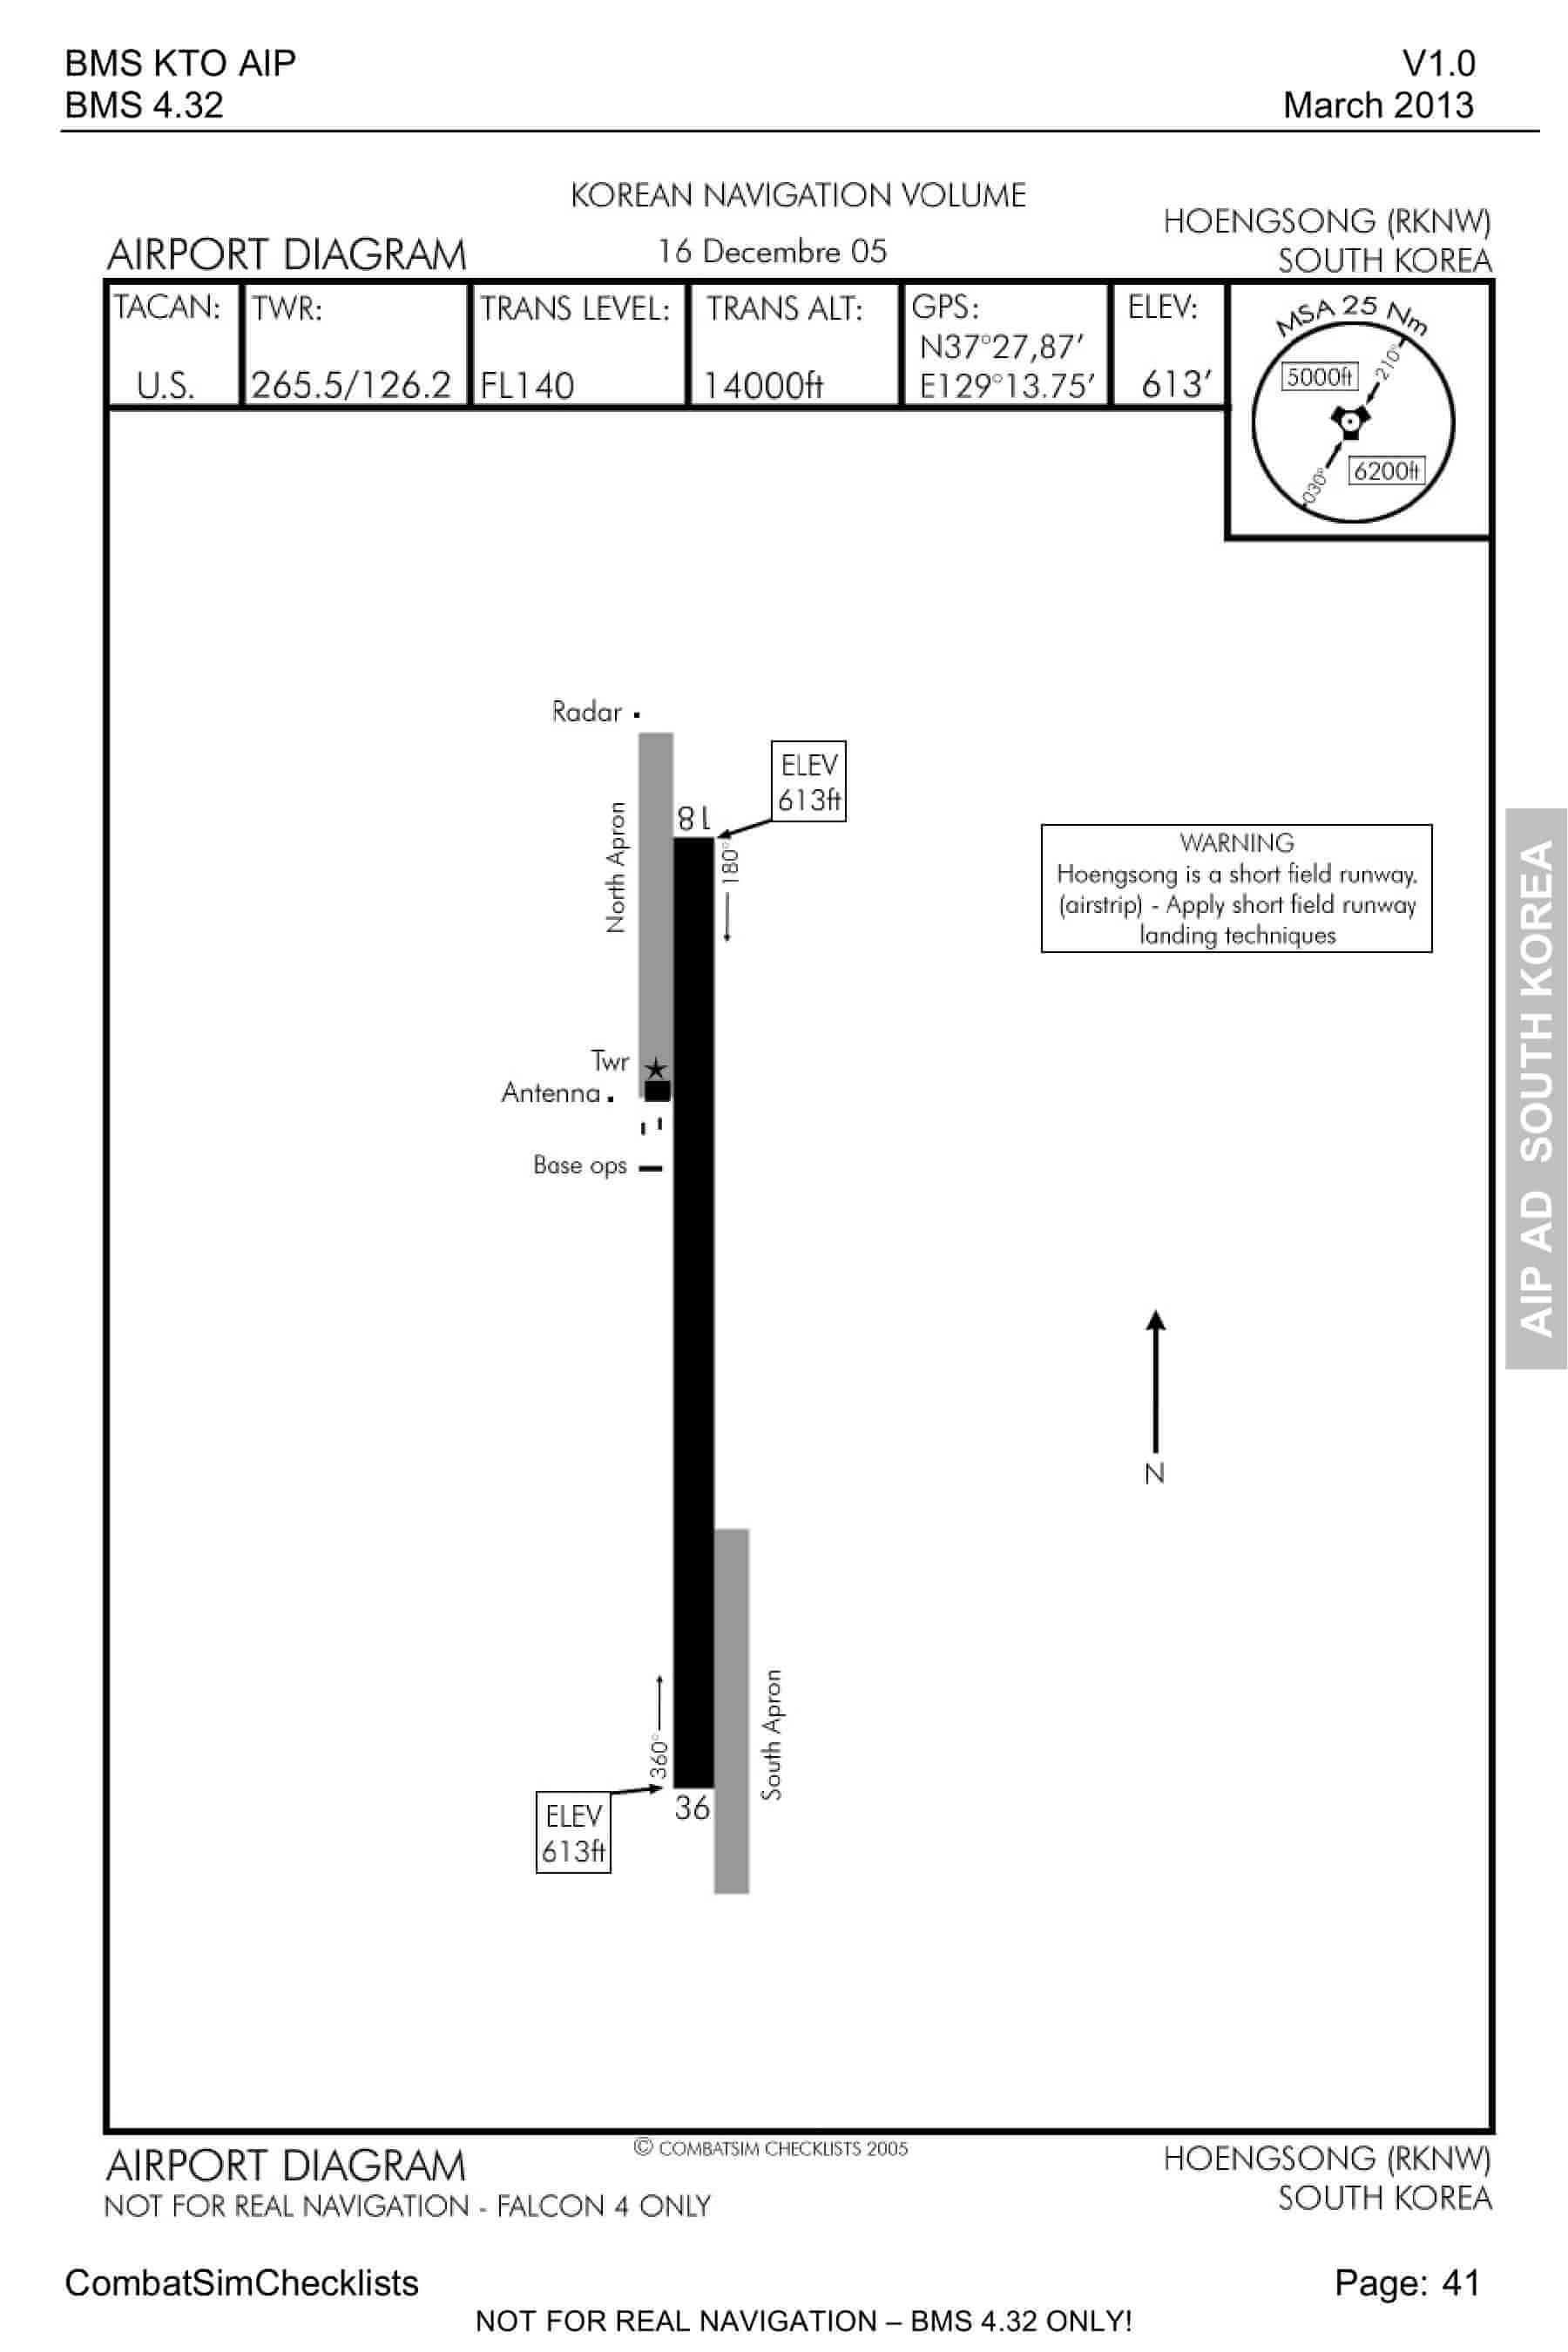 BMS KTO AIP
V1.0
BMS 4.32
March 2013
KOREAN NAVIGATION VOLUME
HOENGSONG (RKNW)
AIRPORT DIAGRAM
16 Decembre 05
SOUTH KOREA
TACAN:
U.S.
TWR:
265.5/126.2
TRANS LEVEL:
FL140
TRANS ALT:
14000ft
GPS:
N37°27,87'
E129°13.75'
ELEV:
613'
MSA 25 Nm
210°
5000ft
6200ft
030°
Radar
ELEV
613ft
18
180°
North Apron
WARNING
Hoengsong is a short field runway.
(airstrip) - Apply short field runway
landing techniques
AIP AD SOUTH KOREA
Twr
Antenna
Base ops
N
360°
South Apron
36
ELEV
613ft
© COMBATSIM CHECKLISTS 2005
AIRPORT DIAGRAM
HOENGSONG (RKNW)
NOT FOR REAL NAVIGATION - FALCON 4 ONLY
SOUTH KOREA
CombatSimChecklists
Page: 41
NOT FOR REAL NAVIGATION – BMS 4.32 ONLY!